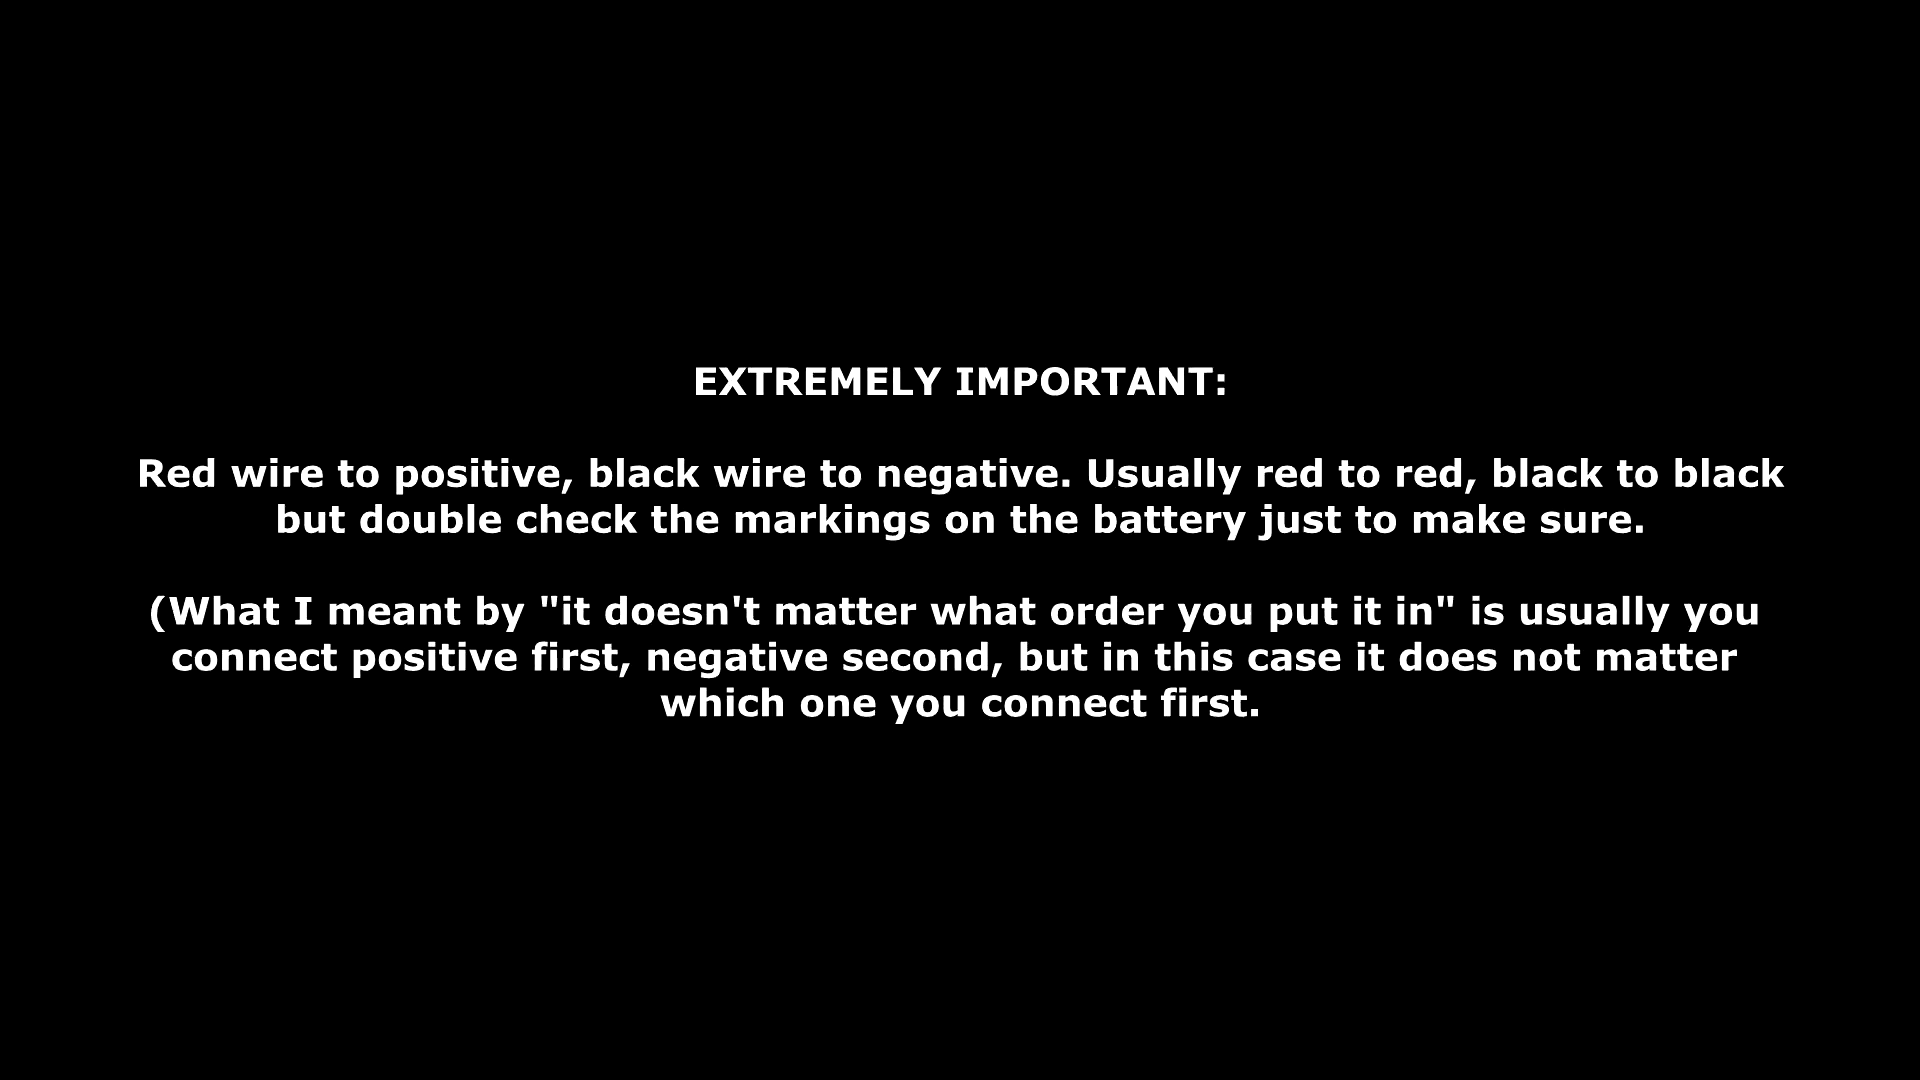 EXTREMELY IMPORTANT:
Red wire to positive, black wire to negative. Usually red to red, black to black
but double check the markings on the battery just to make sure.
(What I meant by "it doesn't matter what order you put it in" is usually you
connect positive first, negative second, but in this case it does not matter
which one you connect first.